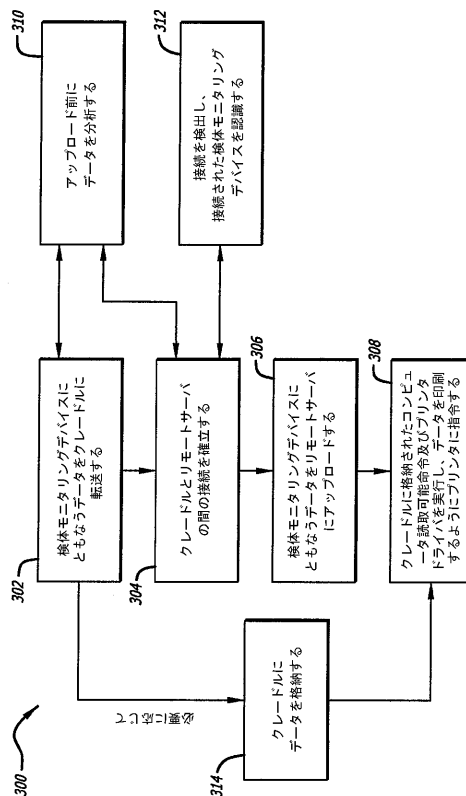 300
302
検体モニタリングデバイスに
ともなうデータをクレードルに
転送する
310
アップロード前に
データを分析する
304
クレードルとリモートサーバ
の間の接続を確立する
312
接続を検出し、
接続された検体モニタリング
デバイスを認識する
306
検体モニタリングデバイスに
ともなうデータをリモートサーバ
にアップロードする
必要に応じて
314
クレードルに
データを格納する
308
クレードルに格納されたコンピュ
ータ読取可能命令及びプリンタ
ドライバを実行し、データを印刷
するようにプリンタに指令する